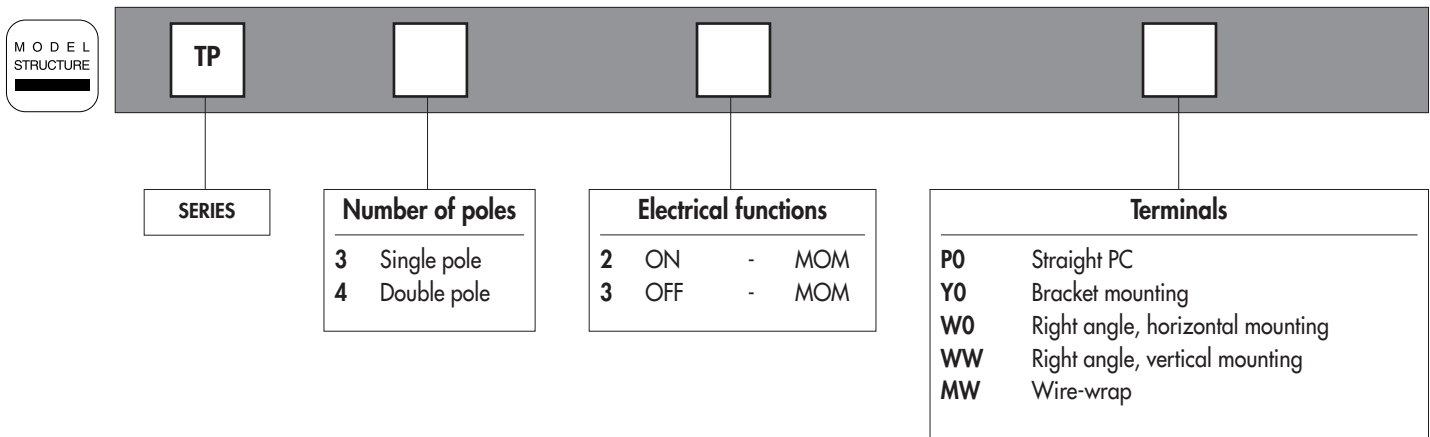 MODEL
STRUCTURE
TP
SERIES
Number of poles
3 Single pole
4 Double pole
Electrical functions
2 ON - MOM
3 OFF - MOM
Terminals
P0 Straight PC
Y0 Bracket mounting
W0 Right angle, horizontal mounting
WW Right angle, vertical mounting
MW Wire-wrap